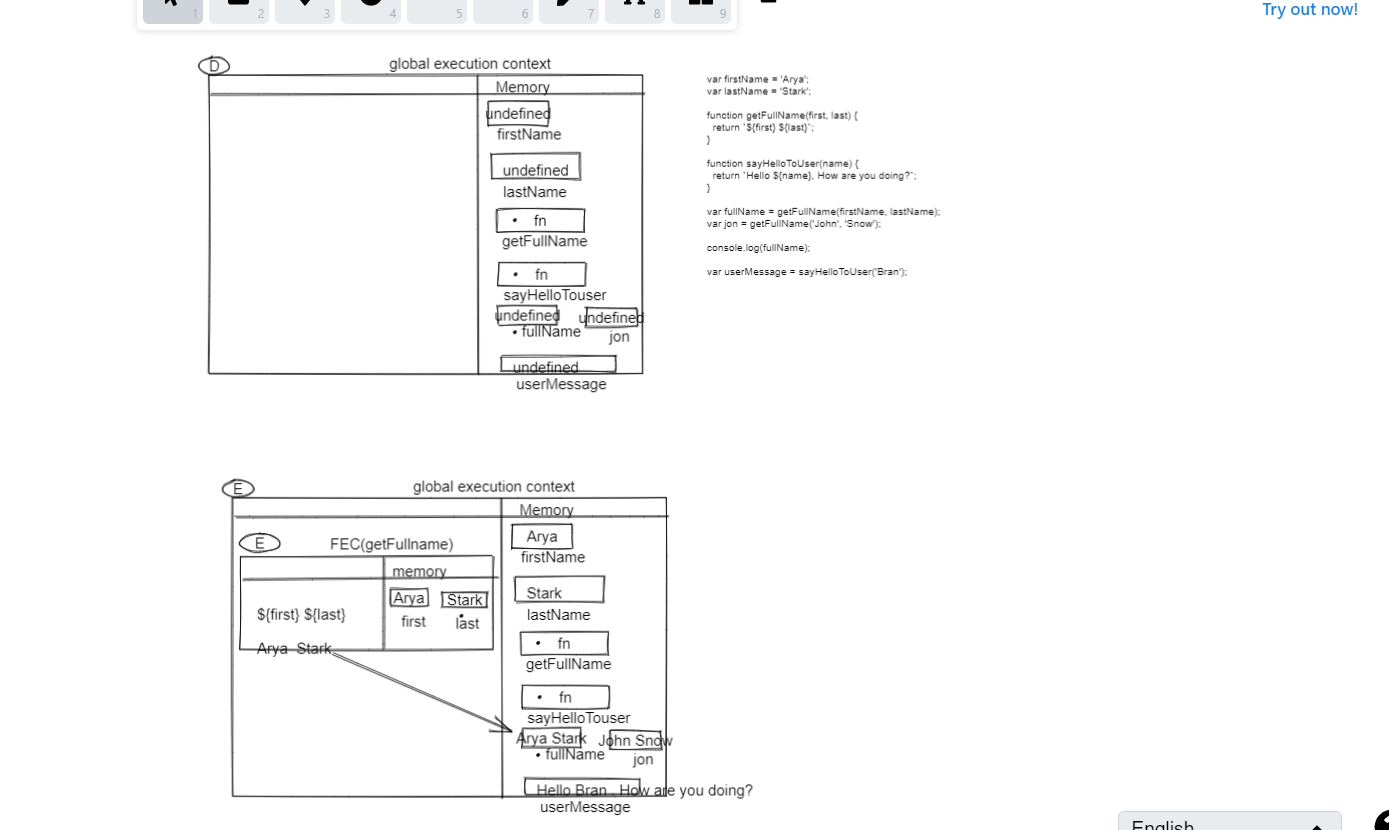 1 2 3 4 5 6 7 8 9
Try out now!
D
global execution context
Memory
undefined
firstName
undefined
lastName
• fn
getFullName
• fn
sayHelloTouser
undefined undefined
• fullName
jon
undefined
userMessage
var firstName = 'Arya';
var lastName = 'Stark';
function getFullName(first, last) {
return `${first} ${last}`;
}
function sayHelloToUser(name) {
return `Hello ${name}, How are you doing?`;
}
var fullName = getFullName(firstName, lastName);
var jon = getFullName('John', 'Snow');
console.log(fullName);
var userMessage = sayHelloToUser('Bran');
E
global execution context
Memory
E
FEC(getFullname)
memory
Arya Stark
first last
${first} ${last}
Arya Stark
Arya
firstName
Stark
lastName
• fn
getFullName
• fn
sayHelloTouser
Arya Stark John Snow
• fullName
jon
Hello Bran . How are you doing?
userMessage
English